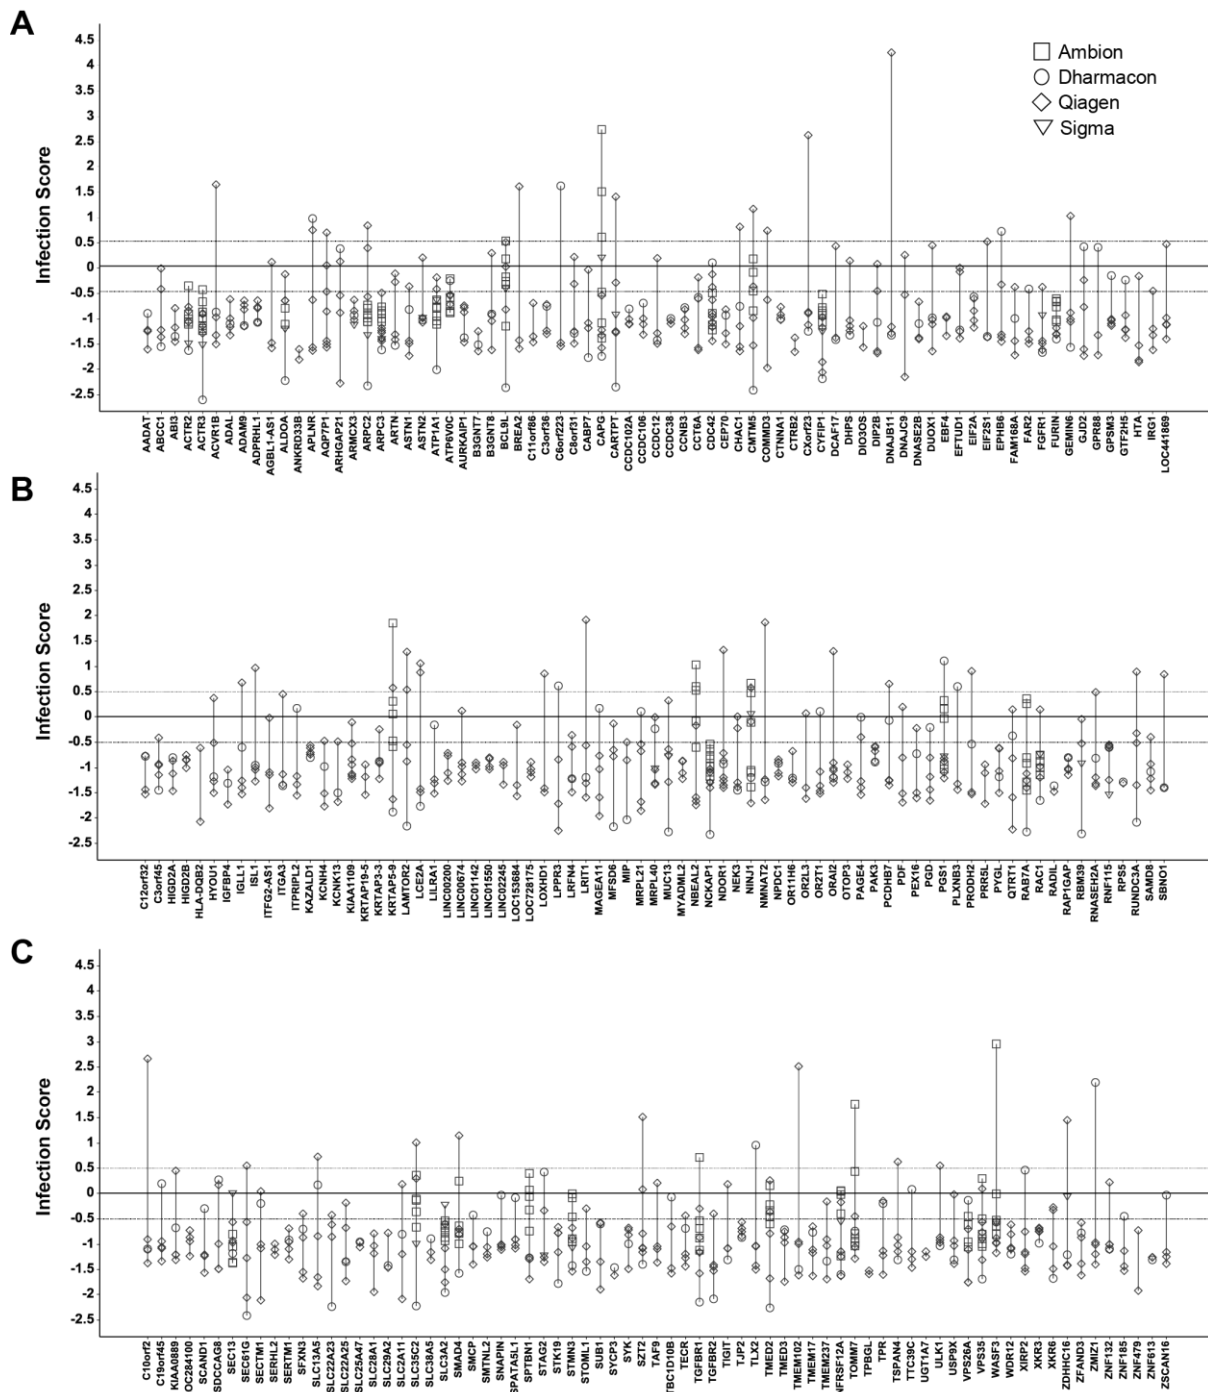 A
4.5
4
3.5
3
2.5
2
1.5
1
0.5
0
-0.5
-1
-1.5
-2
-2.5
Infection Score
Ambion
Dharmacon
Qiagen
Sigma
AADAT
ABCC1
ABI3
ACTR2
ACTR3
ACVR1B
ADAL
ADAM9
ADPRHL1
AGBL1-AS1
ALDOA
ANKRD33B
APLNR
AQP7P1
ARHGAP21
ARMCX3
ARPC2
ARPC3
ARTN
ASTN1
ASTN2
ATP1A1
ATP6V0C
AURKAIP1
B3GNT7
B3GNT18
BCL9L
BREA2
C11orf86
C3orf36
C6orf223
C8orf31
CABP7
CAPG
CARTPT
CCDC102A
CCDC106
CCDC12
CCDC38
CCNB3
CCT6A
CDC42
CEP70
CHAC1
CMTM5
COMMD3
CTNNA1
CTRB2
CXorf23
CYFIP1
DCAF17
DHPS
DIO3OS
DIP2B
DNAJB11
DNAJC9
DNASE2B
DUOX1
EBF4
EFTUD1
EIF2A
EIF2S1
EPHB6
FAM168A
FAR2
FGFR1
FURIN
GEMIN6
GJD2
GPR88
GPSM3
GTF2H5
HTA
IRG1
LOC441869
B
4.5
4
3.5
3
2.5
2
1.5
1
0.5
0
-0.5
-1
-1.5
-2
-2.5
Infection Score
C12orf32
C3orf45
HIGD2A
HIGD2B
HLA-DQB2
HYOU1
IGFBP4
IGLL1
ISL1
ITFG2-AS1
ITGA3
ITPRIPL2
KAZALD1
KCNH4
KCNK13
KIAA1109
KRTAP19-5
KRTAP3-3
KRTAP5-9
LAMTOR2
LCE2A
LILRA1
LINC00200
LINC00674
LINC01142
LINC01550
LINC02245
LOC153684
LOC728175
LOXHD1
LPPR3
LRFN4
LRIT1
MAGEA11
MFSD6
MIP
MRPL21
MRPL40
MUC13
MYADML2
NBEAL2
NCKAP1
NDOR1
NEK3
NINJ1
NMNAT2
NPDC1
OR11H6
OR2L3
OR2T1
ORAI2
OTOP3
PAGE4
PAK3
PCDHB7
PDF
PEX16
PGD
PGS1
PLXNB3
PRODH2
PRR5L
PYGL
QTRT1
RAB7A
RAC1
RADIL
RAP1GAP
RBM39
RNASEH2A
RNF115
RPS5
RUNDC3A
SAMD8
SBNO1
C
4.5
4
3.5
3
2.5
2
1.5
1
0.5
0
-0.5
-1
-1.5
-2
-2.5
Infection Score
C10orf2
C19orf45
KIAA0889
OC284100
SCAND1
SDCCAG8
SEC13
SEC61G
SECTM1
SERHL2
SERTM1
SFXN3
SLC13A5
SLC22A23
SLC22A25
SLC25A47
SLC28A1
SLC29A2
SLC2A11
SLC35C2
SLC38A5
SLC3A2
SMAD4
SMCP
SMTNL2
SNAPIN
SPATA5L1
SPTBN1
STAG2
STK19
STMN3
STOML1
SUB1
SYCP3
SYK
SZT2
TAF9
TBC1D10B
TECR
TGFBR1
TGFBR2
TIGIT
TJP2
TLX2
TMED2
TMED3
TMEM102
TMEM17
TMEM237
NFRSF12A
TOMM7
TPBGL
TPR
TSPAN4
TTC39C
UGT1A7
ULK1
USP9X
VPS26A
VPS35
WASF3
WDR12
XIRP2
XKR3
XKR6
ZDHHC16
ZFAND3
ZMIZ1
ZNF132
ZNF185
ZNF479
ZNF613
ZSCAN16